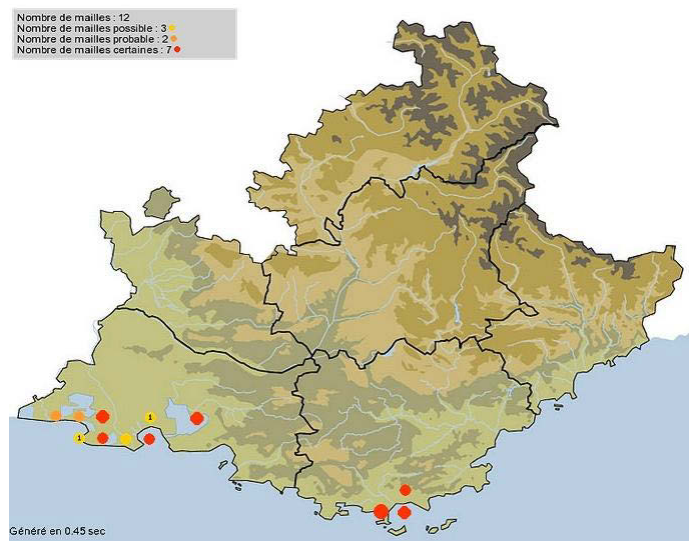 Nombre de mailles : 12
Nombre de mailles possible : 3
Nombre de mailles probable : 2
Nombre de mailles certaines : 7
1
1
Généré en 0.45 sec